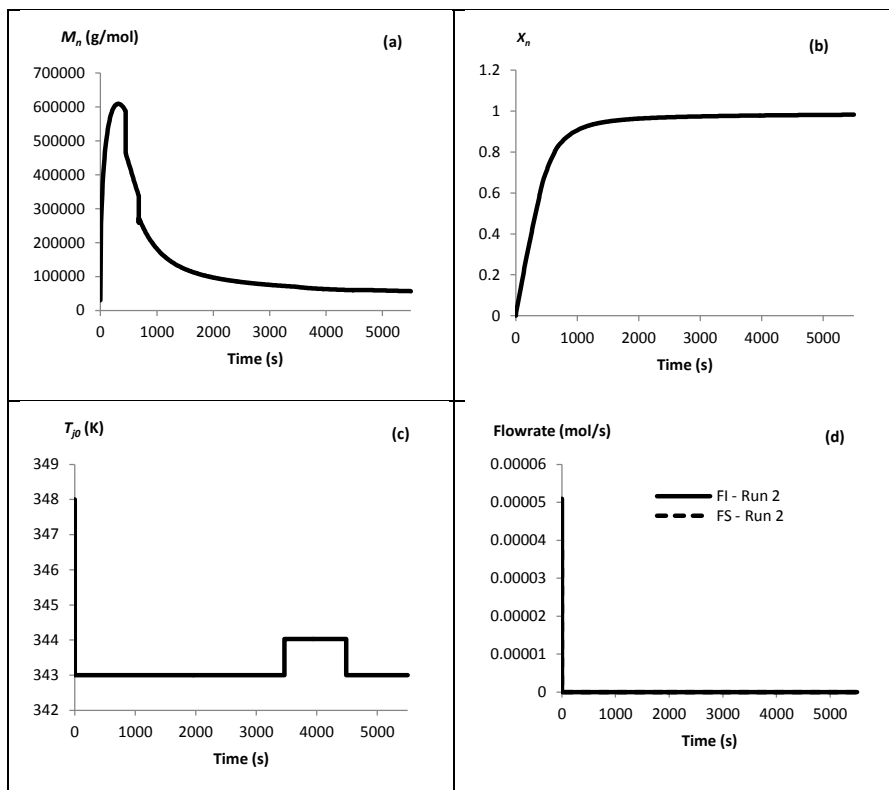 Mn (g/mol)
(a)
700000
600000
500000
400000
300000
200000
100000
0
0 1000 2000 3000 4000 5000
Time (s)
Xn
(b)
1.2
1
0.8
0.6
0.4
0.2
0
0 1000 2000 3000 4000 5000
Time (s)
Tj0 (K)
(c)
349
348
347
346
345
344
343
342
0 1000 2000 3000 4000 5000
Time (s)
Flowrate (mol/s)
(d)
0.00006
0.00005
0.00004
0.00003
0.00002
0.00001
0
FI - Run 2
FS - Run 2
0 1000 2000 3000 4000 5000
Time (s)